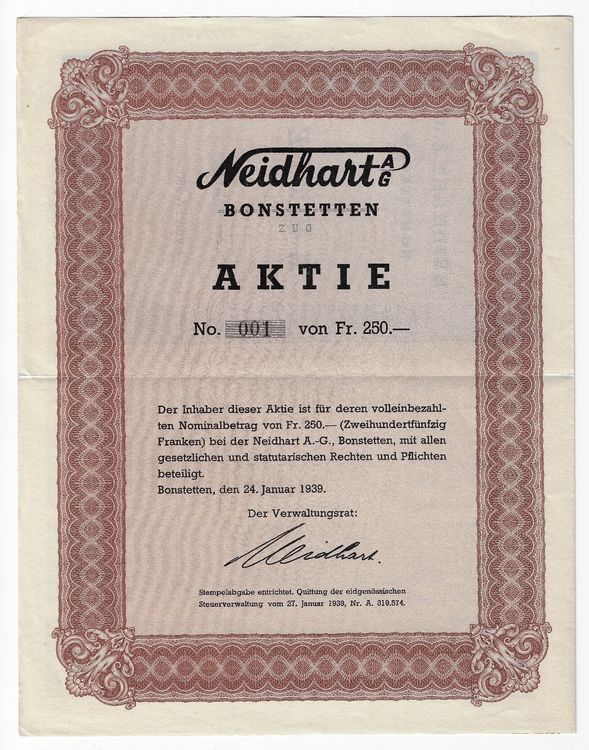 Neidhart AG
BONSTETTEN
ZUG
AKTIE
No. 001 von Fr. 250.—
Der Inhaber dieser Aktie ist für deren volleinbezahl-
ten Nominalbetrag von Fr. 250.— (Zweihundertfünfzig
Franken) bei der Neidhart A.-G., Bonstetten, mit allen
gesetzlichen und statutarischen Rechten und Pflichten
beteiligt.
Bonstetten, den 24. Januar 1939.
Der Verwaltungsrat:
Neidhart.
Stempelabgabe entrichtet. Quittung der eidgenössischen
Steuerverwaltung vom 27. Januar 1939, Nr. A. 319.574.